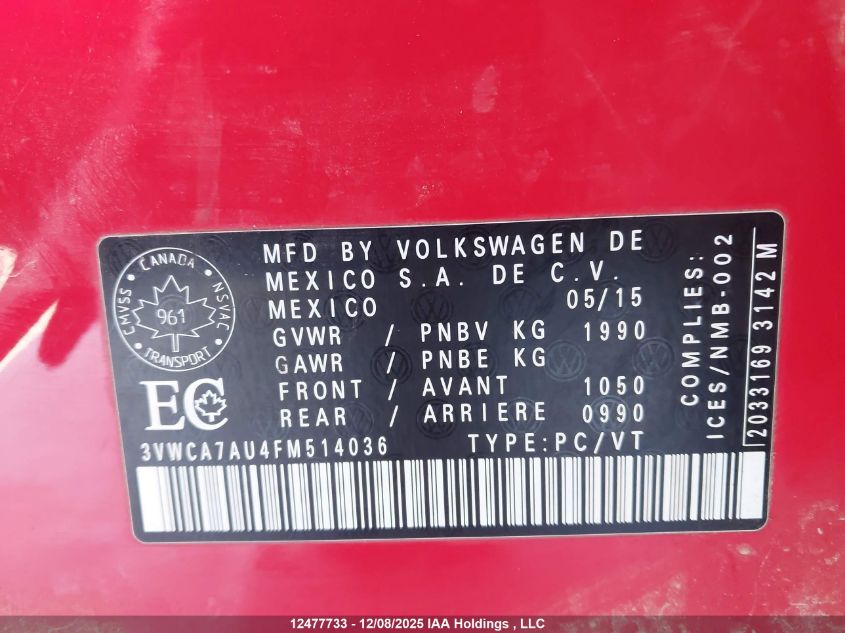 CANADA
CMVSS
NSVAC
961
TRANSPORT
EC
MFD BY VOLKSWAGEN DE
MEXICO S.A. DE C.V.
MEXICO 05/15
GVWR / PNBV KG 1990
GAWR / PNBE KG
FRONT / AVANT 1050
REAR / ARRIERE 0990
3VWCA7AU4FM514036 TYPE:PC/VT
COMPLIES:
ICES/NMB-002
2033169 3142 M
12477733 - 12/08/2025 IAA Holdings , LLC